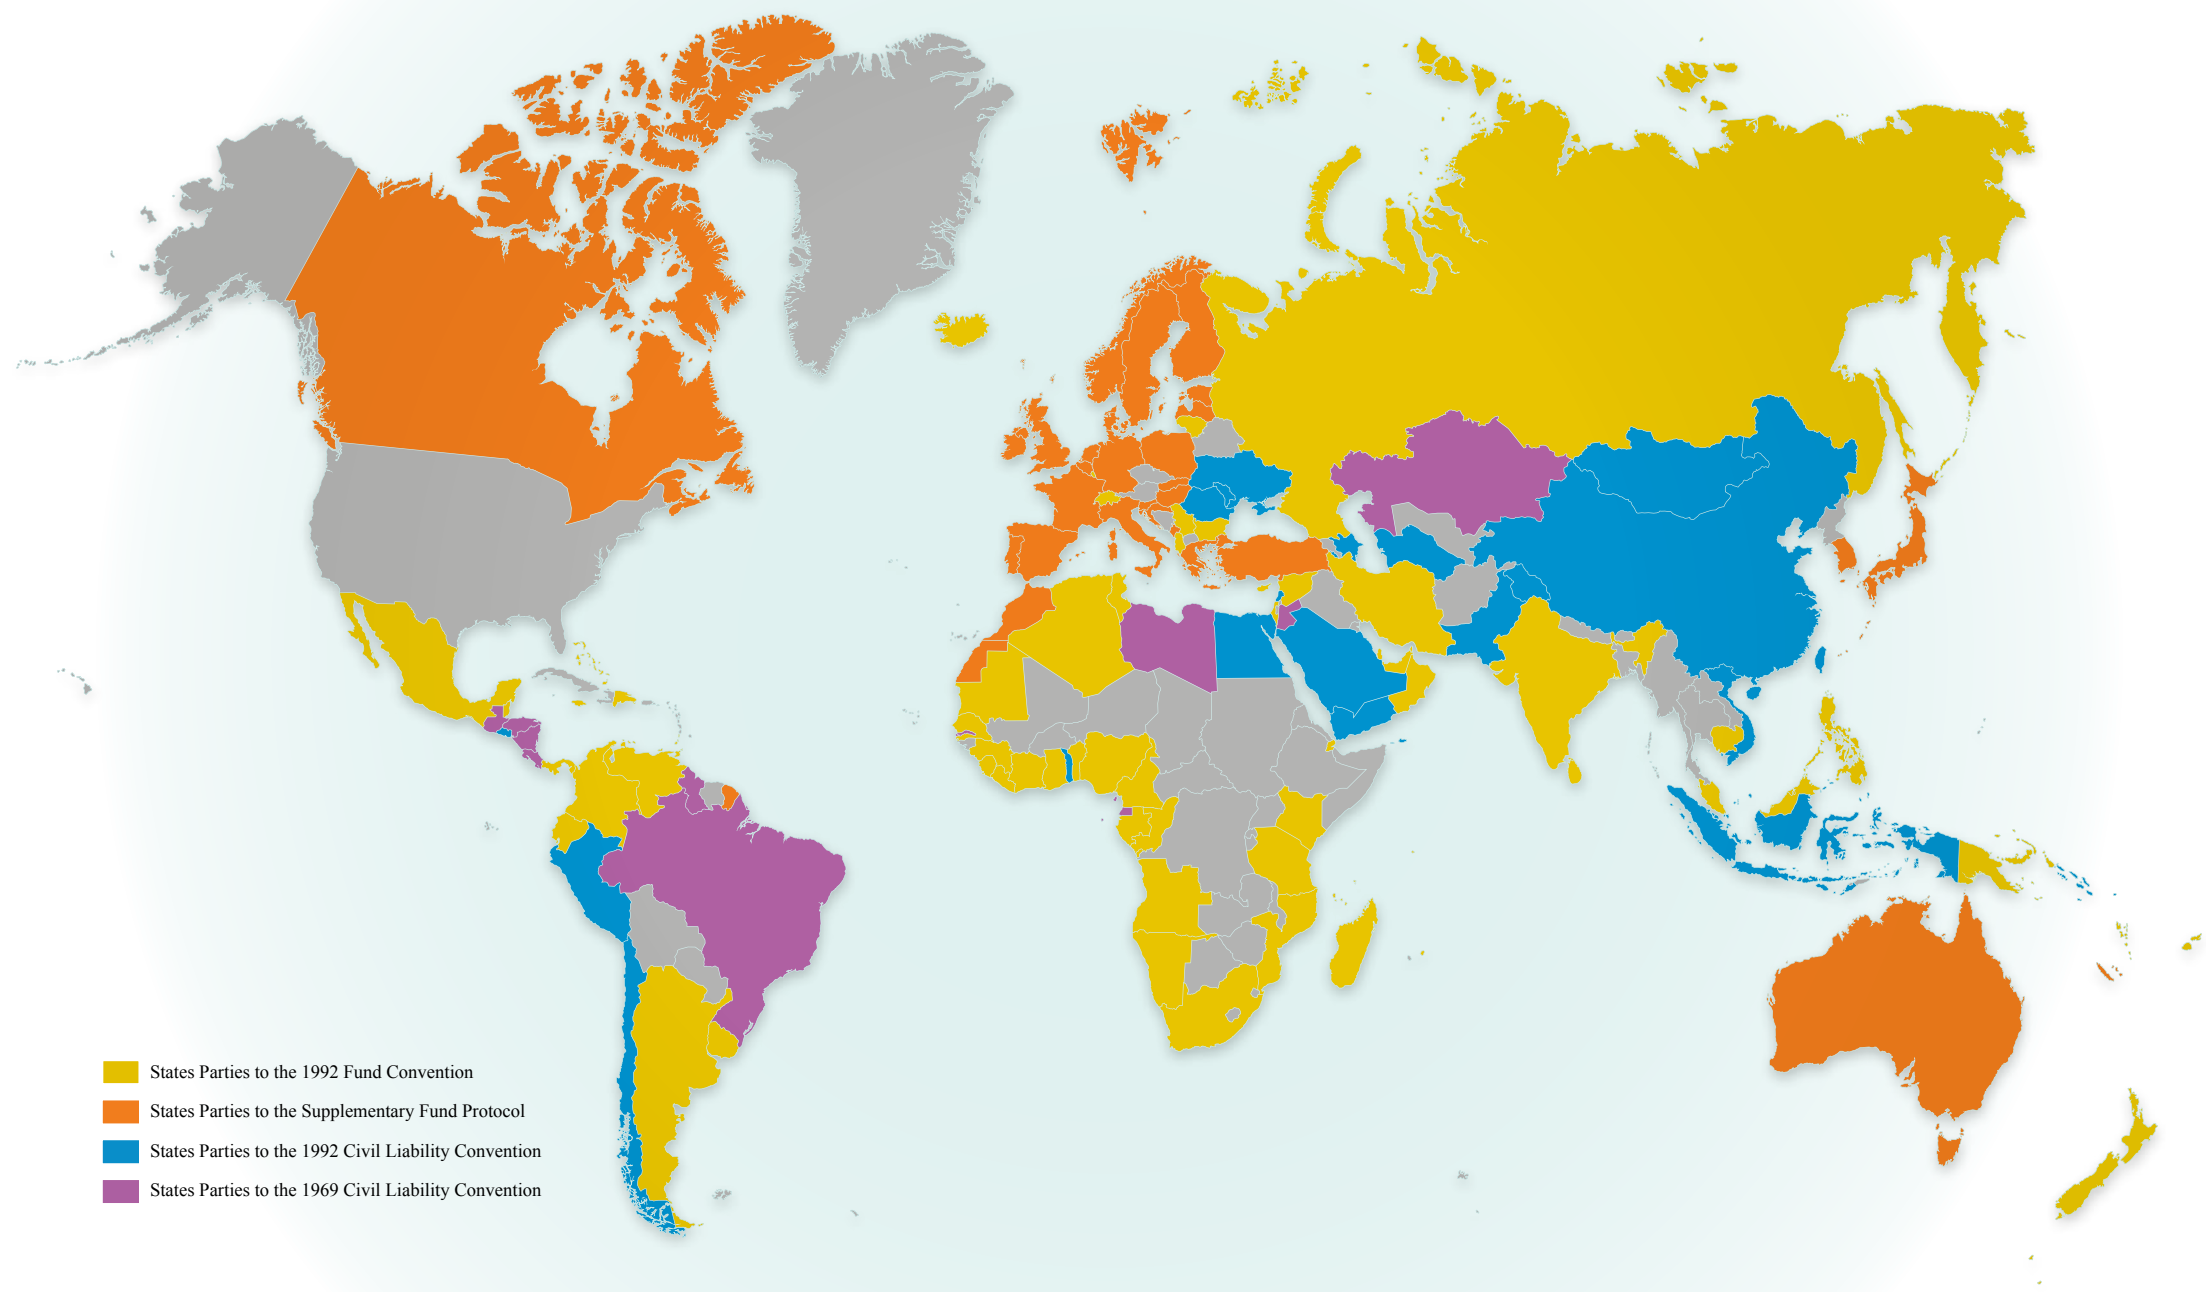 States Parties to the 1992 Fund Convention
States Parties to the Supplementary Fund Protocol
States Parties to the 1992 Civil Liability Convention
States Parties to the 1969 Civil Liability Convention